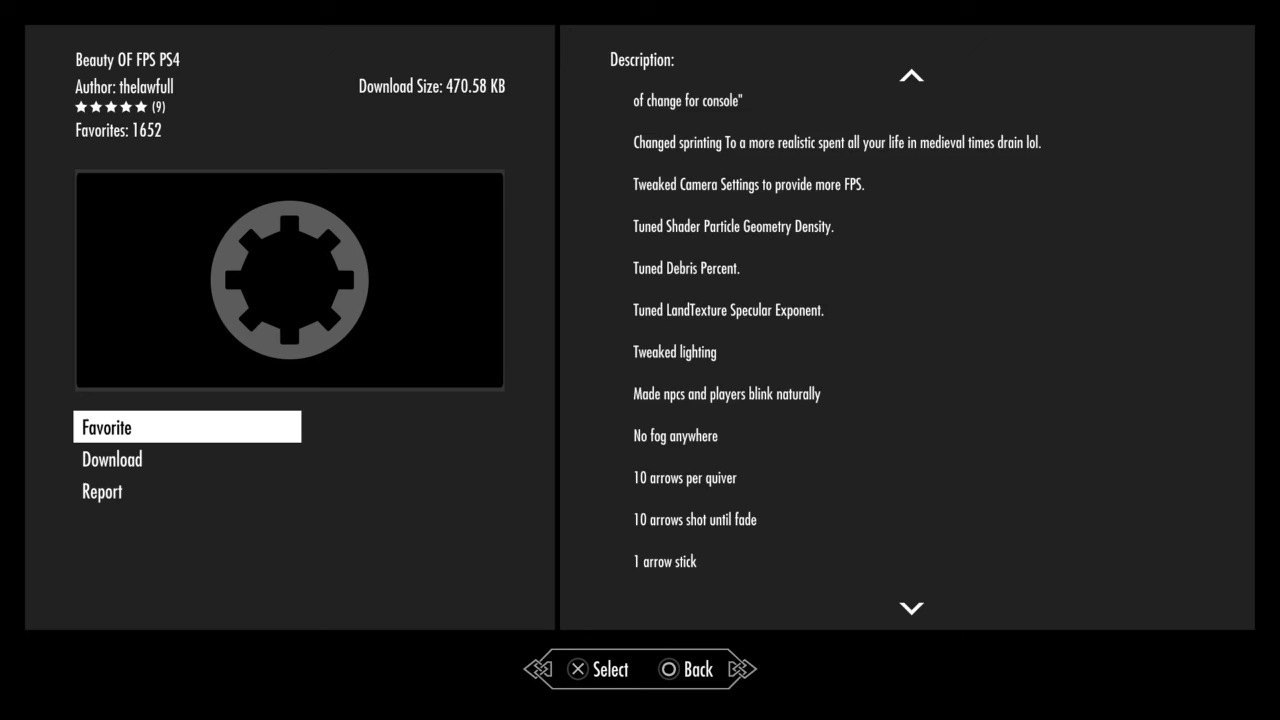 Beauty OF FPS PS4
Author: thelawfull
Download Size: 470.58 KB
(9)
Favorites: 1652
Favorite
Download
Report
Description:
of change for console"
Changed sprinting To a more realistic spent all your life in medieval times drain lol.
Tweaked Camera Settings to provide more FPS.
Tuned Shader Particle Geometry Density.
Tuned Debris Percent.
Tuned LandTexture Specular Exponent.
Tweaked lighting
Made npcs and players blink naturally
No fog anywhere
10 arrows per quiver
10 arrows shot until fade
1 arrow stick
Select
Back